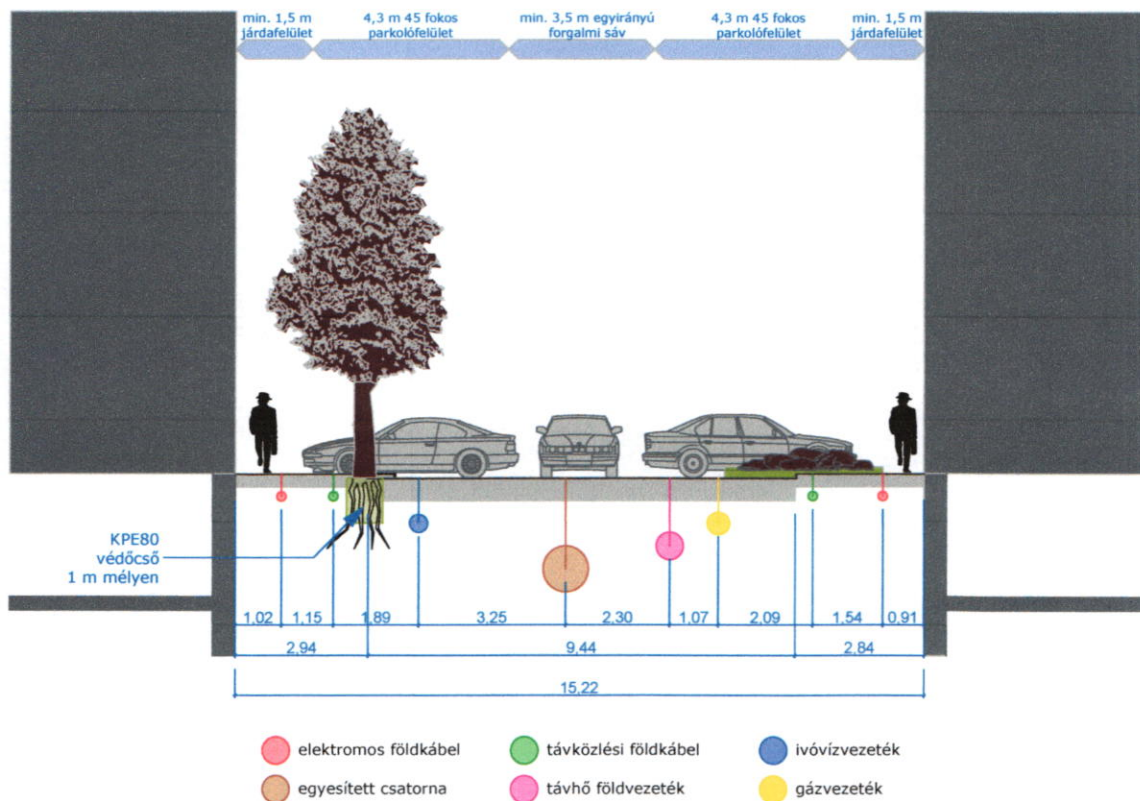 min. 1,5 m
járdafelület
4,3 m 45 fokos
parkolófelület
min. 3,5 m egyirányú
forgalmi sáv
4,3 m 45 fokos
parkolófelület
min. 1,5 m
járdafelület
KPE80
védőcső
1 m mélyen
1,02 1,15 1,89 3,25 2,30 1,07 2,09 1,54 0,91
2,94 9,44 2,84
15,22
elektromos földkábel
távközlési földkábel
ivóvízvezeték
egyesített csatorna
távhő földvezeték
gázvezeték